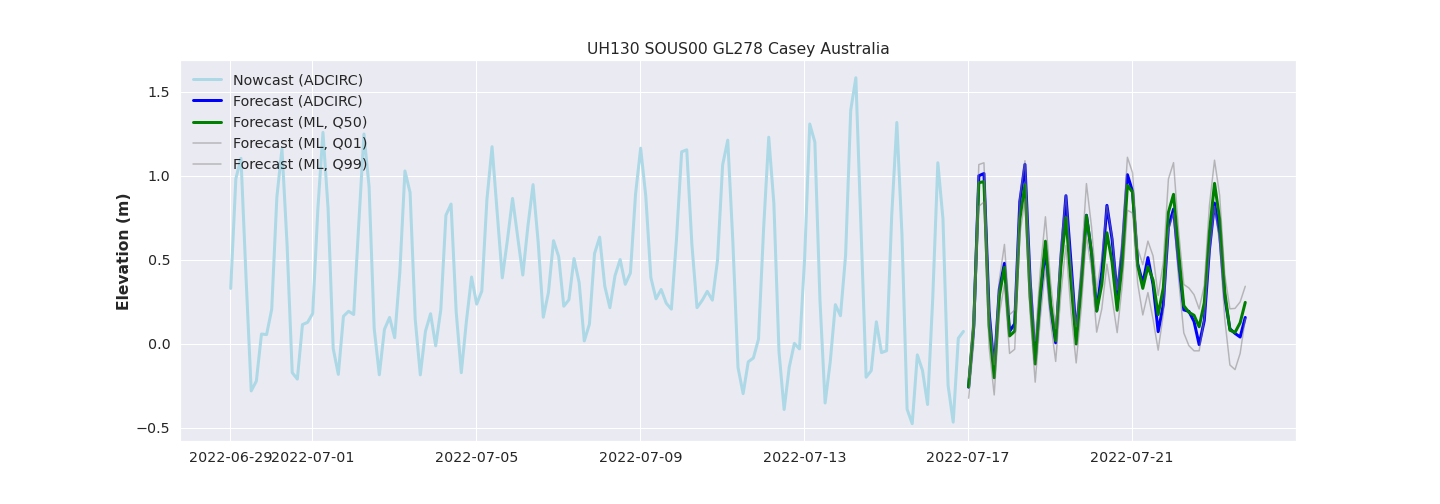 UH130 SOUS00 GL278 Casey Australia
Nowcast (ADCIRC)
Forecast (ADCIRC)
Forecast (ML, Q50)
Forecast (ML, Q01)
Forecast (ML, Q99)
Elevation (m)
1.5
1.0
0.5
0.0
−0.5
2022-06-29 2022-07-01 2022-07-05 2022-07-09 2022-07-13 2022-07-17 2022-07-21